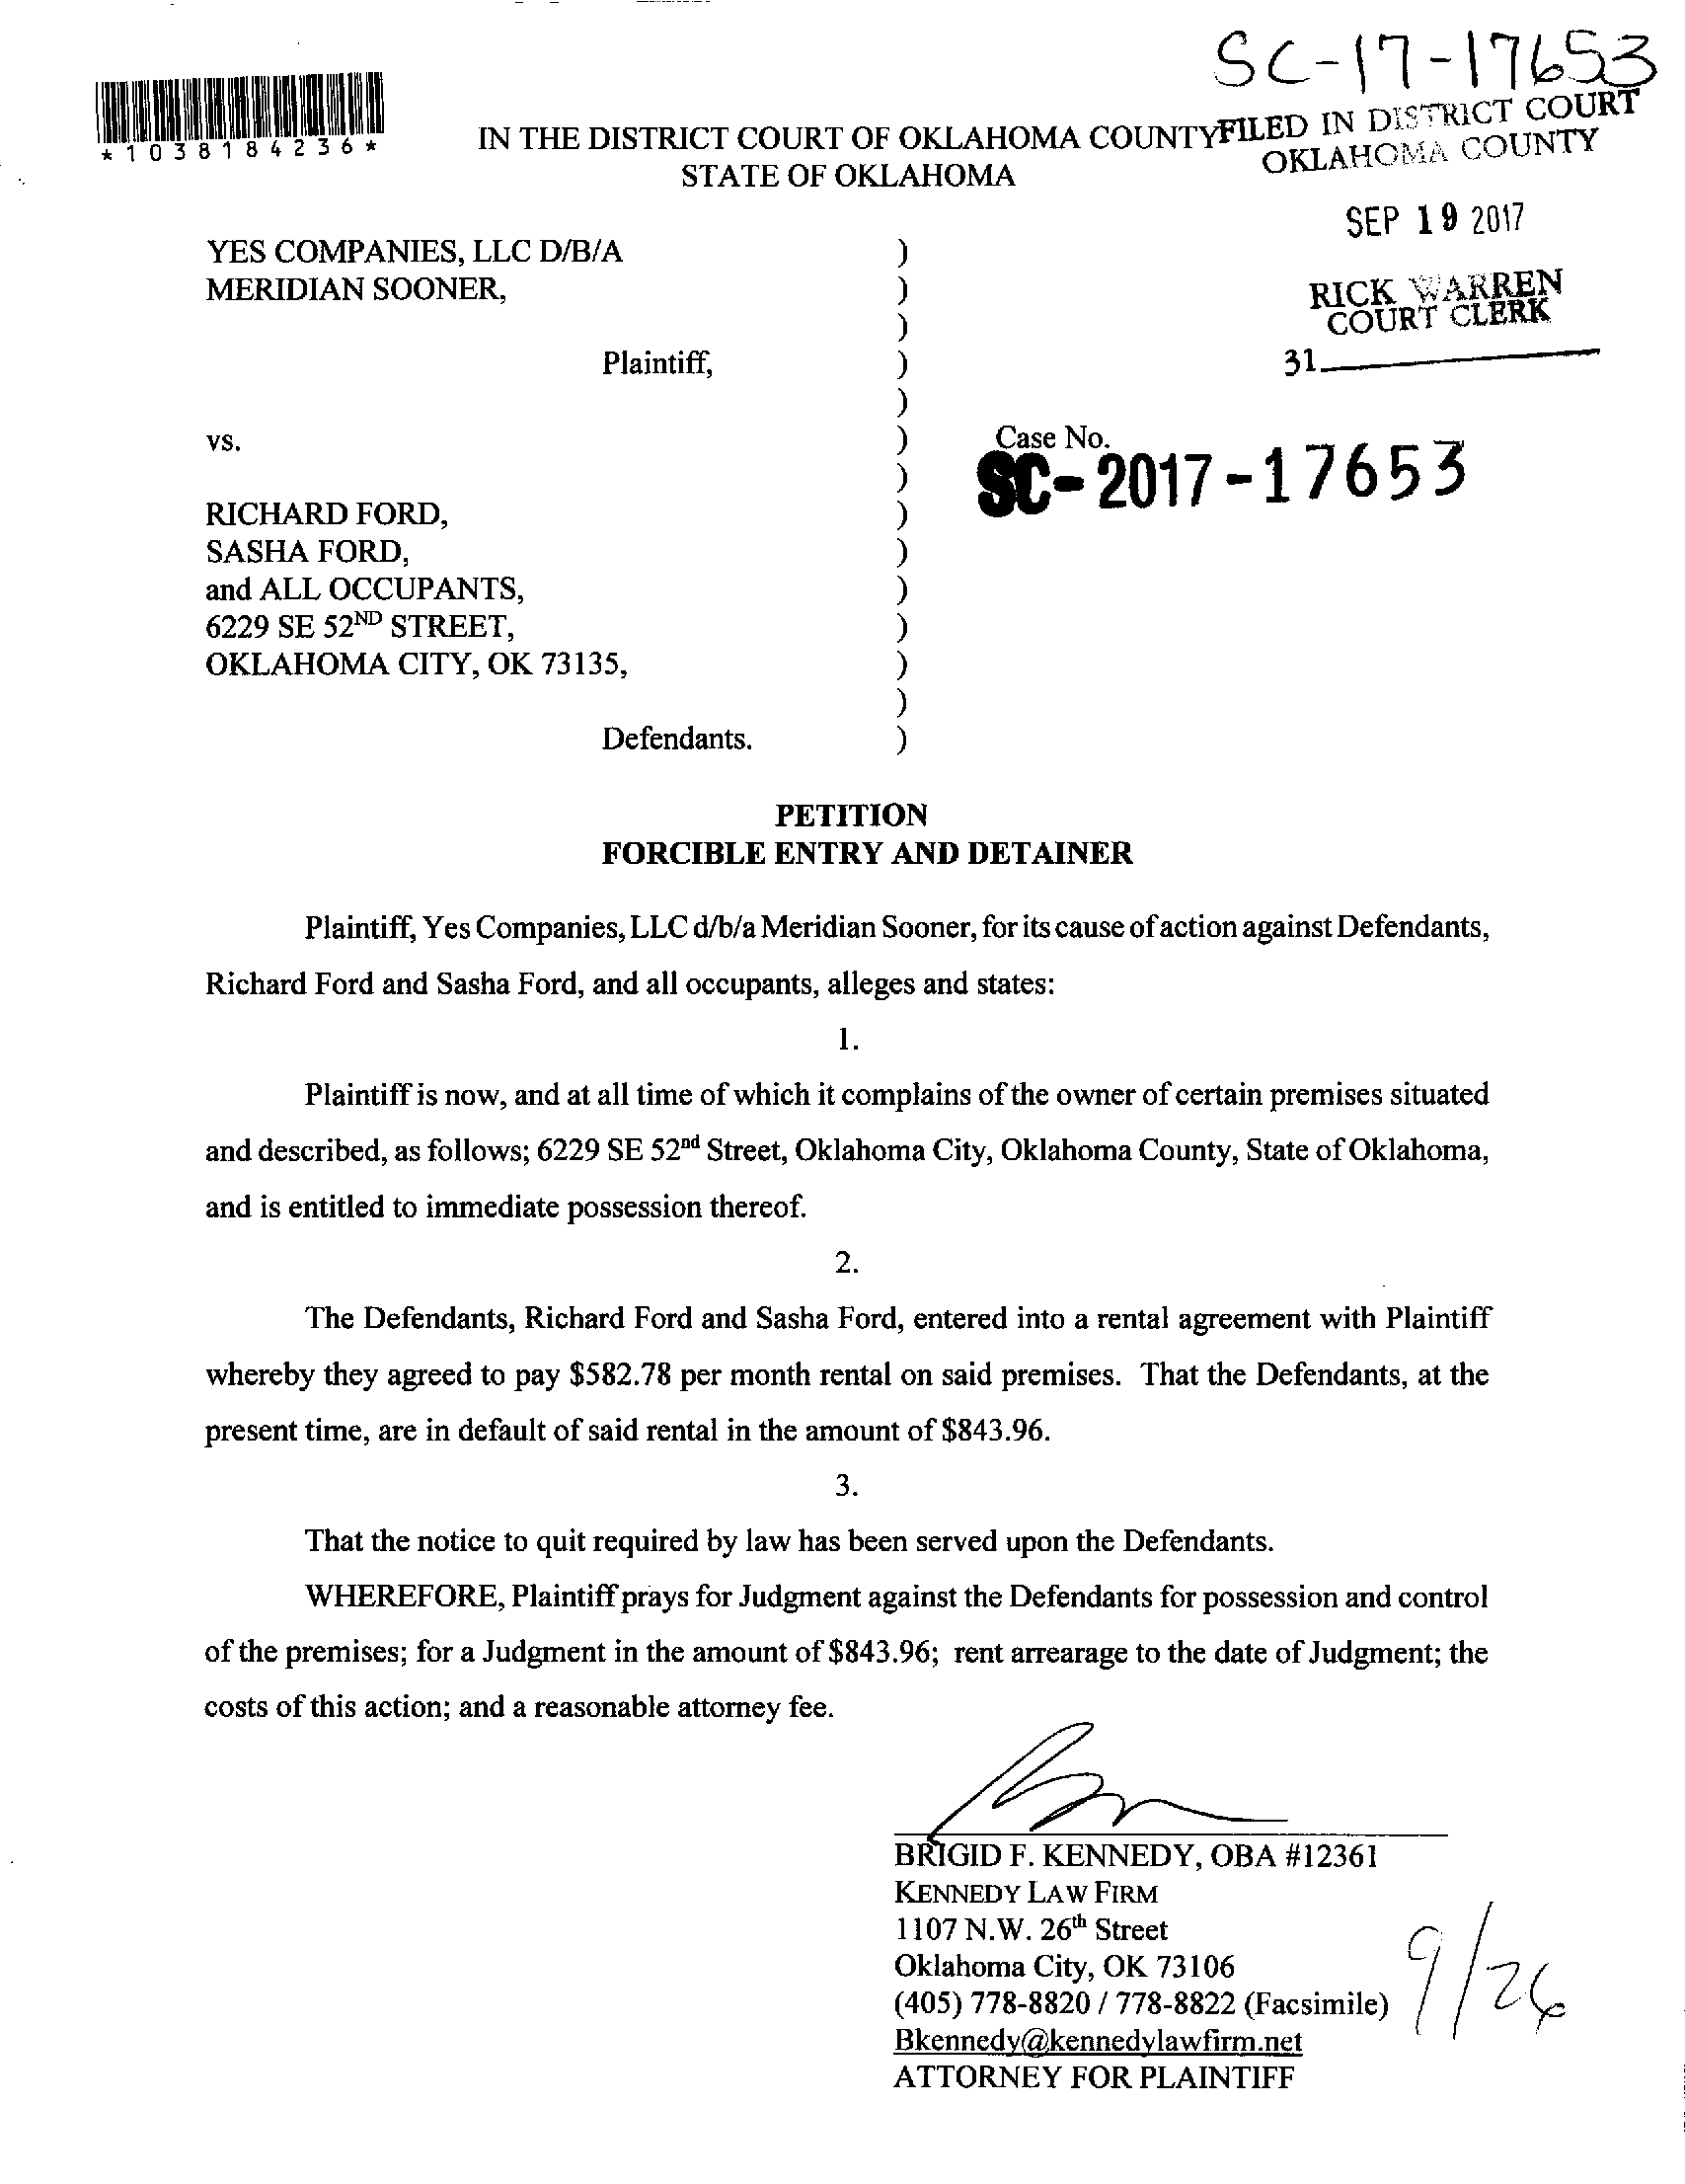 SC-17-17653
*1038184236*
IN THE DISTRICT COURT OF OKLAHOMA COUNTY
STATE OF OKLAHOMA
FILED IN DISTRICT COURT
OKLAHOMA COUNTY
SEP 19 2017
RICK WARREN
COURT CLERK
31
YES COMPANIES, LLC D/B/A )
MERIDIAN SOONER, )
)
Plaintiff, )
)
vs. )
)
RICHARD FORD, )
SASHA FORD, )
and ALL OCCUPANTS, )
6229 SE 52ND STREET, )
OKLAHOMA CITY, OK 73135, )
)
Defendants. )
Case No.
SC-2017-17653
PETITION
FORCIBLE ENTRY AND DETAINER
Plaintiff, Yes Companies, LLC d/b/a Meridian Sooner, for its cause of action against Defendants,
Richard Ford and Sasha Ford, and all occupants, alleges and states:
1.
Plaintiff is now, and at all time of which it complains of the owner of certain premises situated
and described, as follows; 6229 SE 52nd Street, Oklahoma City, Oklahoma County, State of Oklahoma,
and is entitled to immediate possession thereof.
2.
The Defendants, Richard Ford and Sasha Ford, entered into a rental agreement with Plaintiff
whereby they agreed to pay $582.78 per month rental on said premises. That the Defendants, at the
present time, are in default of said rental in the amount of $843.96.
3.
That the notice to quit required by law has been served upon the Defendants.
WHEREFORE, Plaintiff prays for Judgment against the Defendants for possession and control
of the premises; for a Judgment in the amount of $843.96; rent arrearage to the date of Judgment; the
costs of this action; and a reasonable attorney fee.
BRIGID F. KENNEDY, OBA #12361
KENNEDY LAW FIRM
1107 N.W. 26th Street
Oklahoma City, OK 73106
(405) 778-8820 / 778-8822 (Facsimile)
Bkennedy@kennedylawfirm.net
ATTORNEY FOR PLAINTIFF
9/26